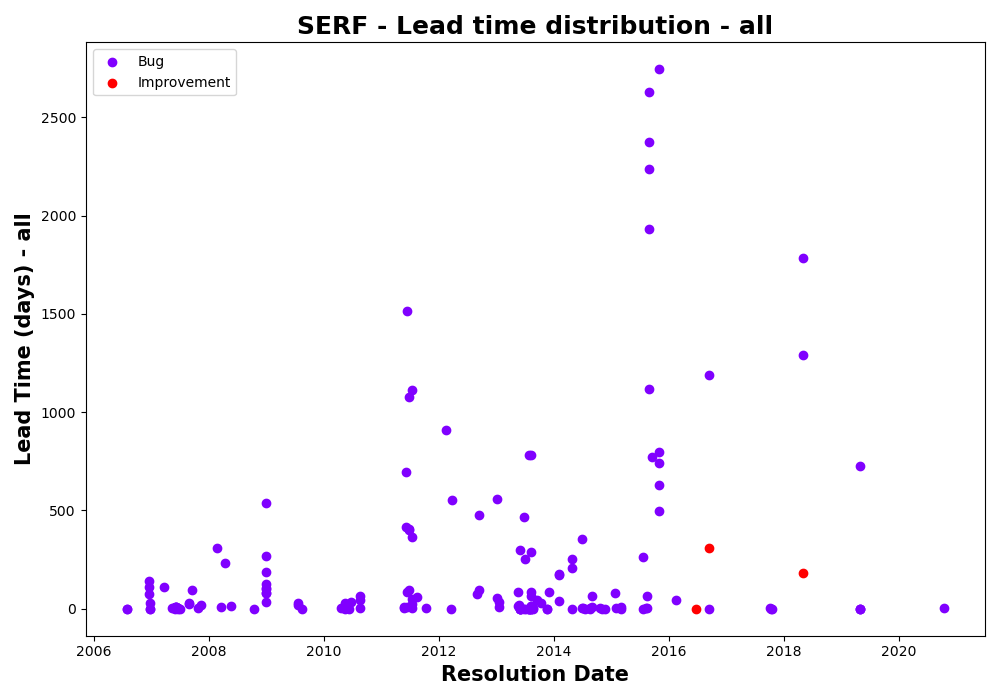 SERF - Lead time distribution - all
Bug
Improvement
Lead Time (days) - all
2500
2000
1500
1000
500
0
2006 2008 2010 2012 2014 2016 2018 2020
Resolution Date